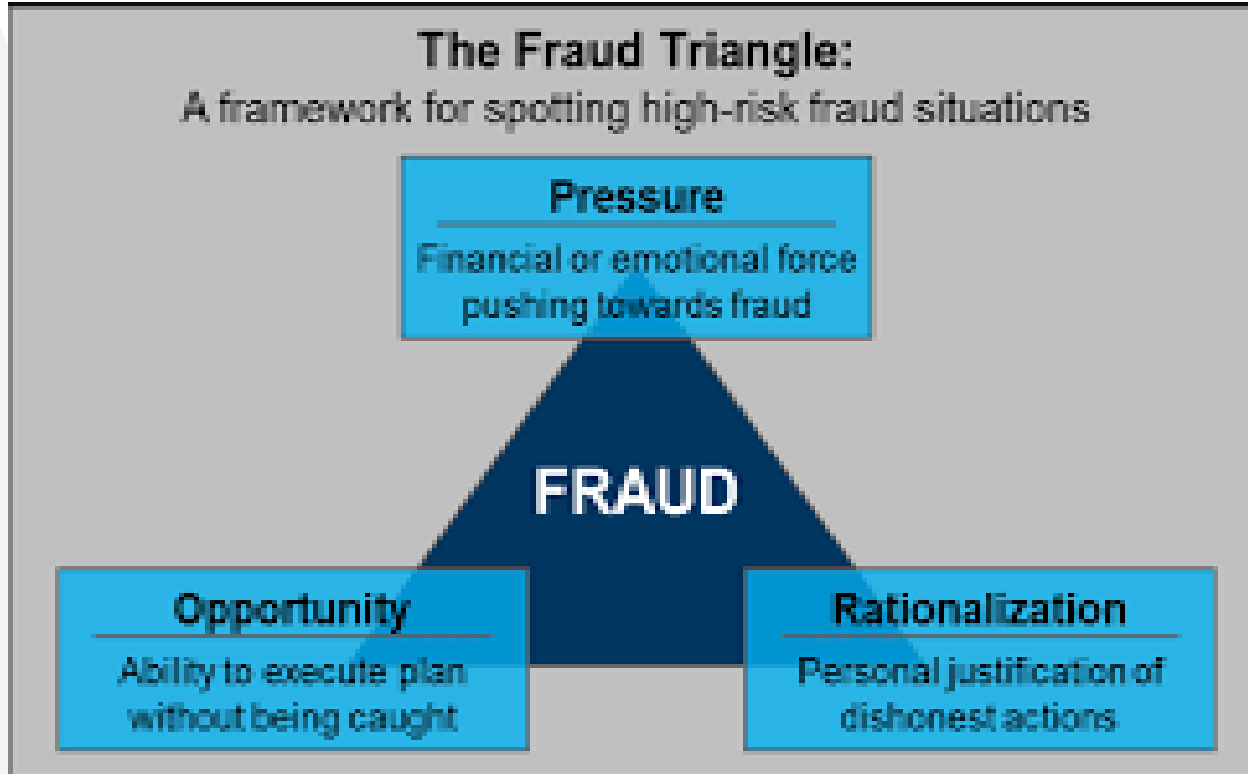 The Fraud Triangle:
A framework for spotting high-risk fraud situations
Pressure
Financial or emotional force
pushing towards fraud
FRAUD
Opportunity
Ability to execute plan
without being caught
Rationalization
Personal justification of
dishonest actions